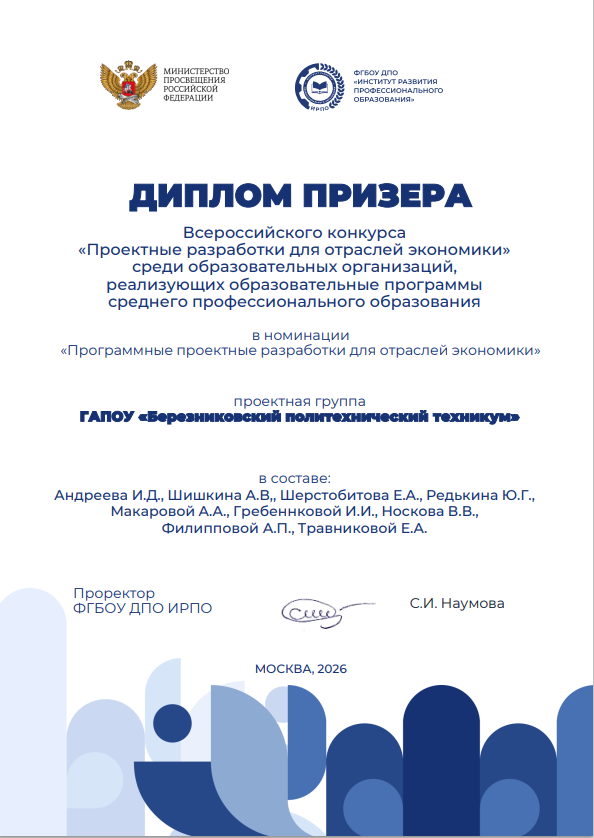 МИНИСТЕРСТВО
ПРОСВЕЩЕНИЯ
РОССИЙСКОЙ
ФЕДЕРАЦИИ
ФГБОУ ДПО
«ИНСТИТУТ РАЗВИТИЯ
ПРОФЕССИОНАЛЬНОГО
ОБРАЗОВАНИЯ»
ИРПО
ДИПЛОМ ПРИЗЕРА
Всероссийского конкурса
«Проектные разработки для отраслей экономики»
среди образовательных организаций,
реализующих образовательные программы
среднего профессионального образования
в номинации
«Программные проектные разработки для отраслей экономики»
проектная группа
ГАПОУ «Березниковский политехнический техникум»
в составе:
Андреева И.Д., Шишкина А.В,, Шерстобитова Е.А., Редькина Ю.Г.,
Макаровой А.А., Гребеннковой И.И., Носкова В.В.,
Филипповой А.П., Травниковой Е.А.
Проректор
ФГБОУ ДПО ИРПО
С.И. Наумова
МОСКВА, 2026